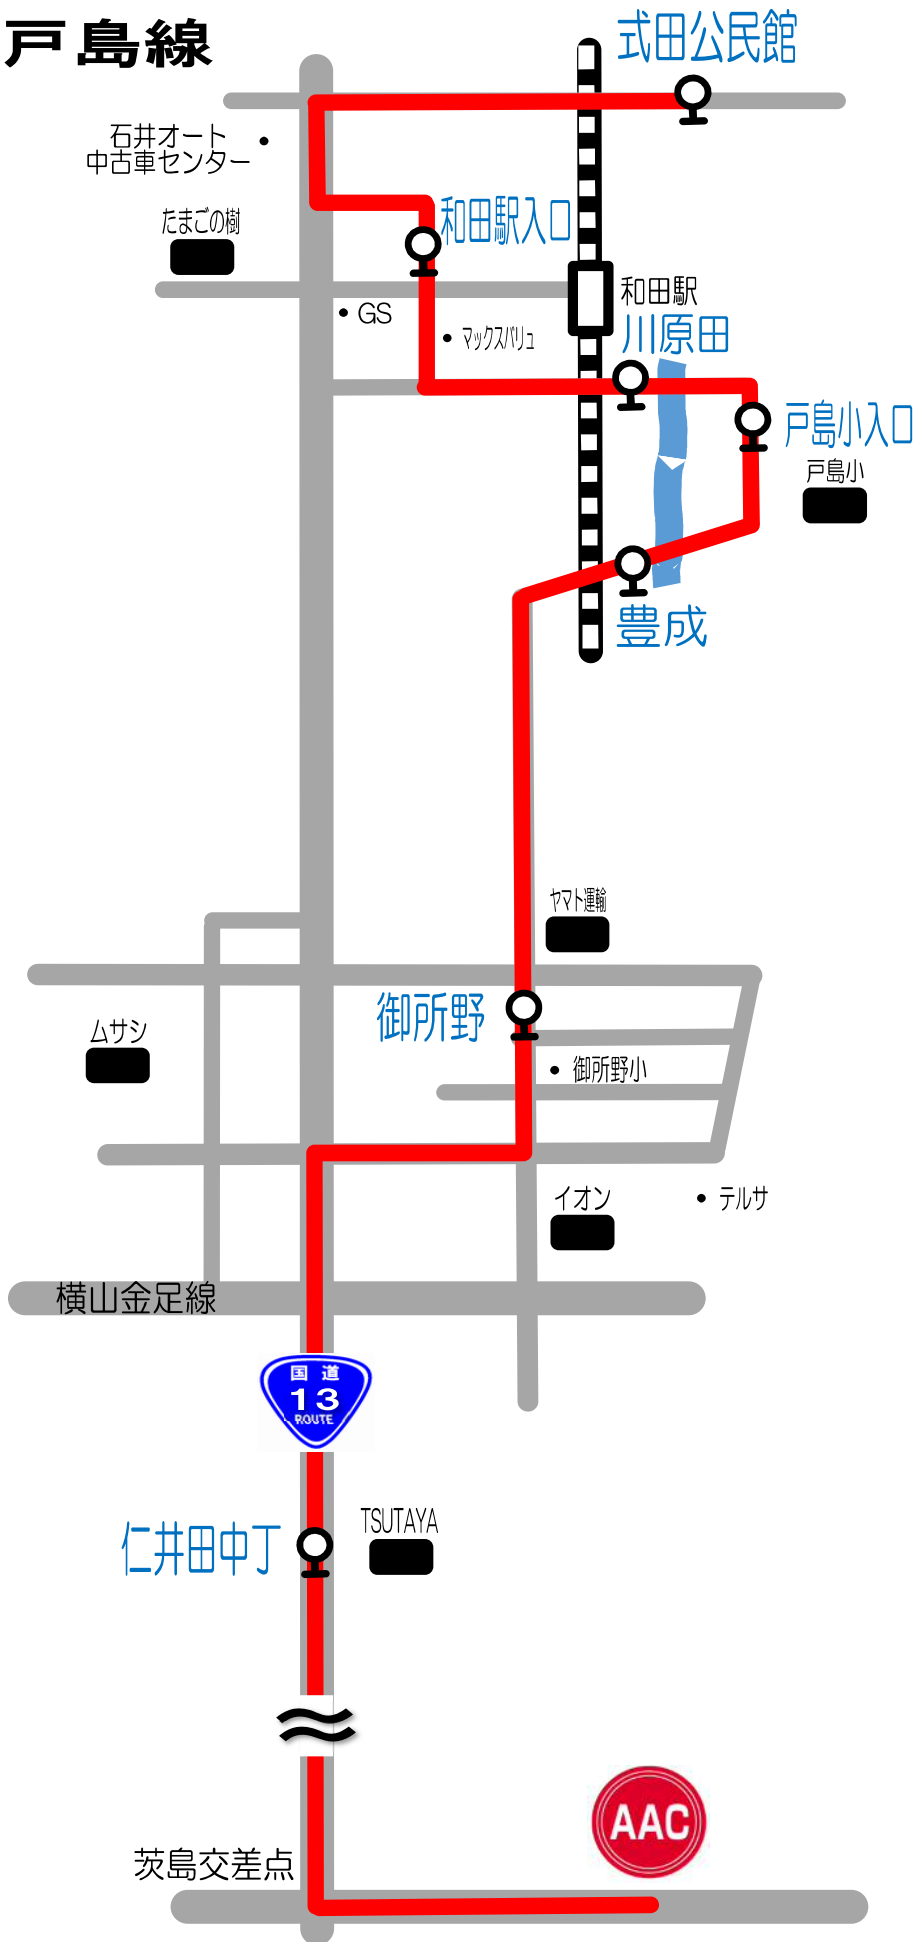 戸島線
式田公民館
石井オート
中古車センター
たまごの樹
和田駅入口
和田駅
GS
マックスバリュ
川原田
戸島小入口
戸島小
豊成
ヤマト運輸
御所野
ムサシ
御所野小
イオン
テルサ
横山金足線
国道
13
ROUTE
仁井田中丁
TSUTAYA
AAC
茨島交差点